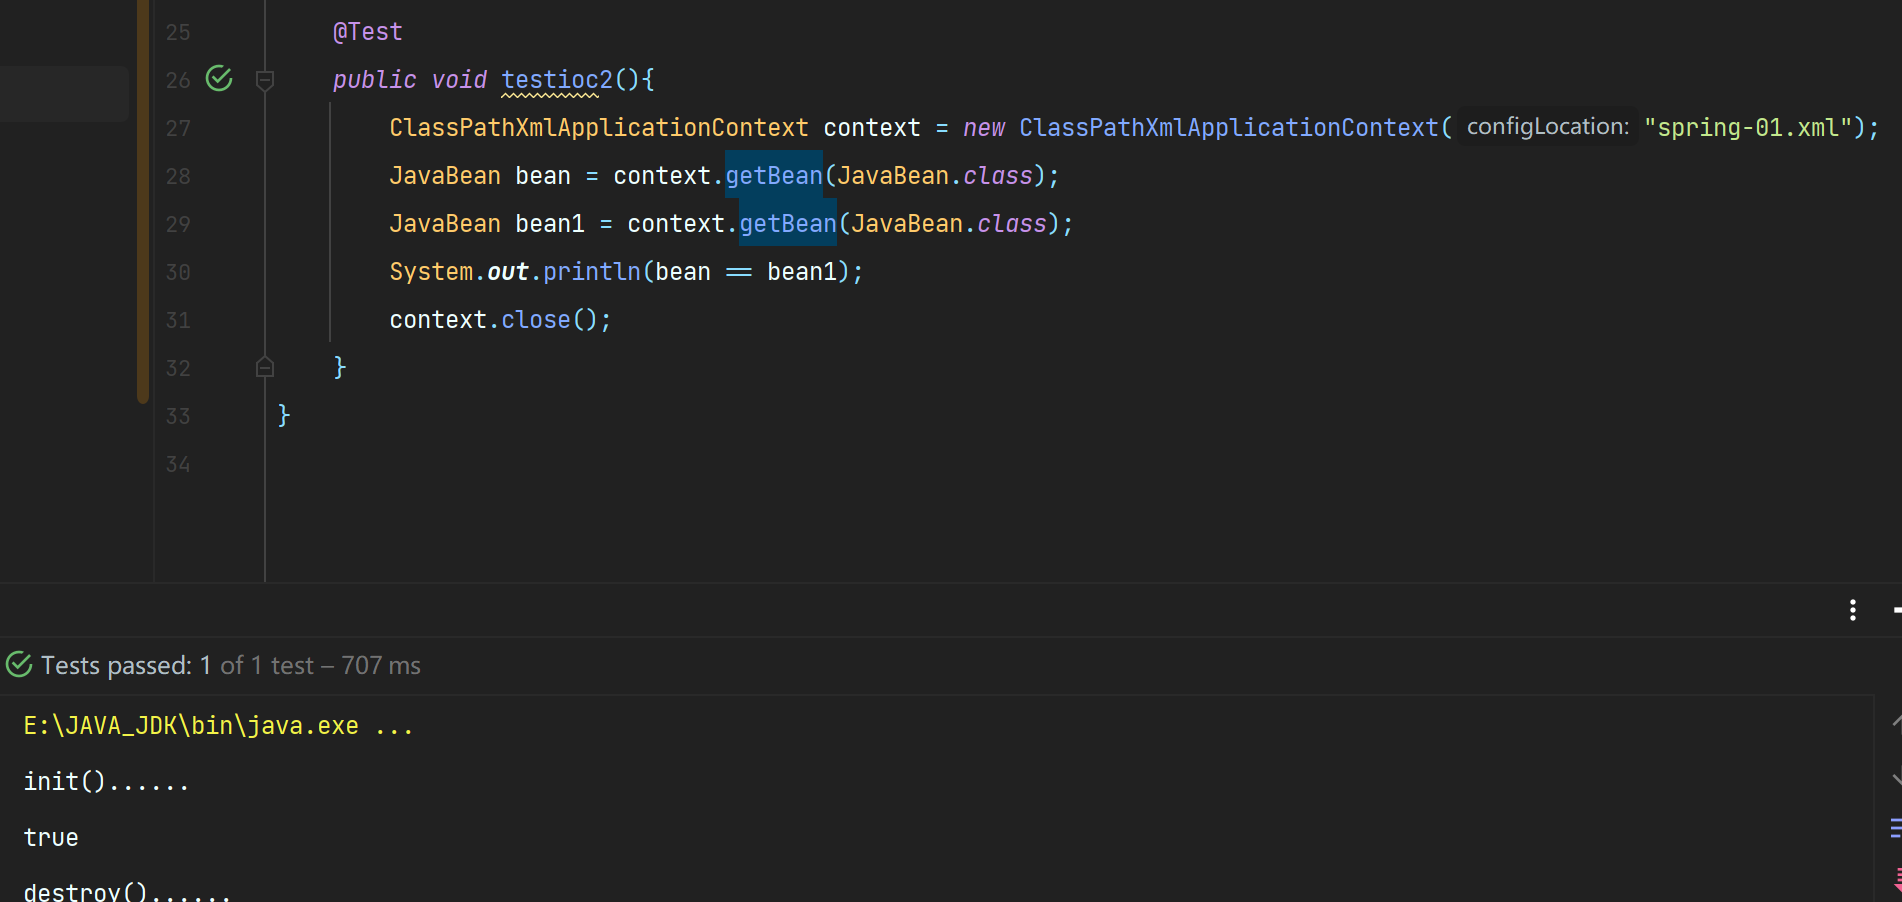 25 @Test
26 public void testioc2(){
27 ClassPathXmlApplicationContext context = new ClassPathXmlApplicationContext( configLocation: "spring-01.xml");
28 JavaBean bean = context.getBean(JavaBean.class);
29 JavaBean bean1 = context.getBean(JavaBean.class);
30 System.out.println(bean == bean1);
31 context.close();
32 }
33 }
34
Tests passed: 1 of 1 test – 707 ms
E:\JAVA_JDK\bin\java.exe ...
init()......
true
destroy()......